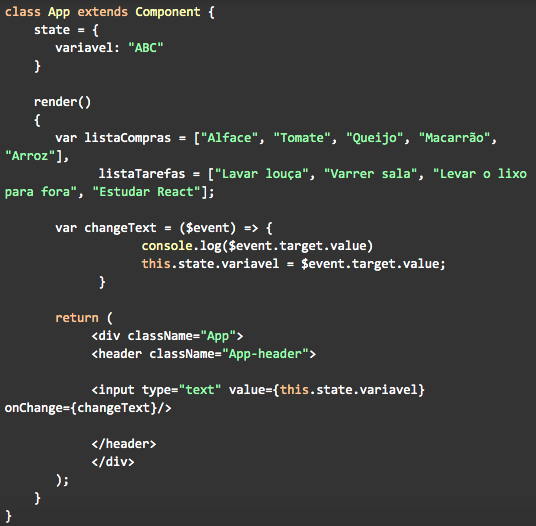 class App extends Component {
    state = {
       variavel: "ABC"
    }

    render()
    {
       var listaCompras = ["Alface", "Tomate", "Queijo", "Macarrão",
"Arroz"],
             listaTarefas = ["Lavar louça", "Varrer sala", "Levar o lixo
para fora", "Estudar React"];

       var changeText = ($event) => {
                   console.log($event.target.value)
                   this.state.variavel = $event.target.value;
             }

       return (
            <div className="App">
            <header className="App-header">

            <input type="text" value={this.state.variavel}
onChange={changeText}/>

            </header>
            </div>
       );
    }
}